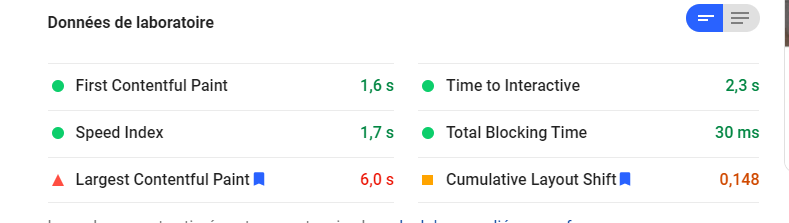 Données de laboratoire
First Contentful Paint 1,6 s
Time to Interactive 2,3 s
Speed Index 1,7 s
Total Blocking Time 30 ms
Largest Contentful Paint 6,0 s
Cumulative Layout Shift 0,148